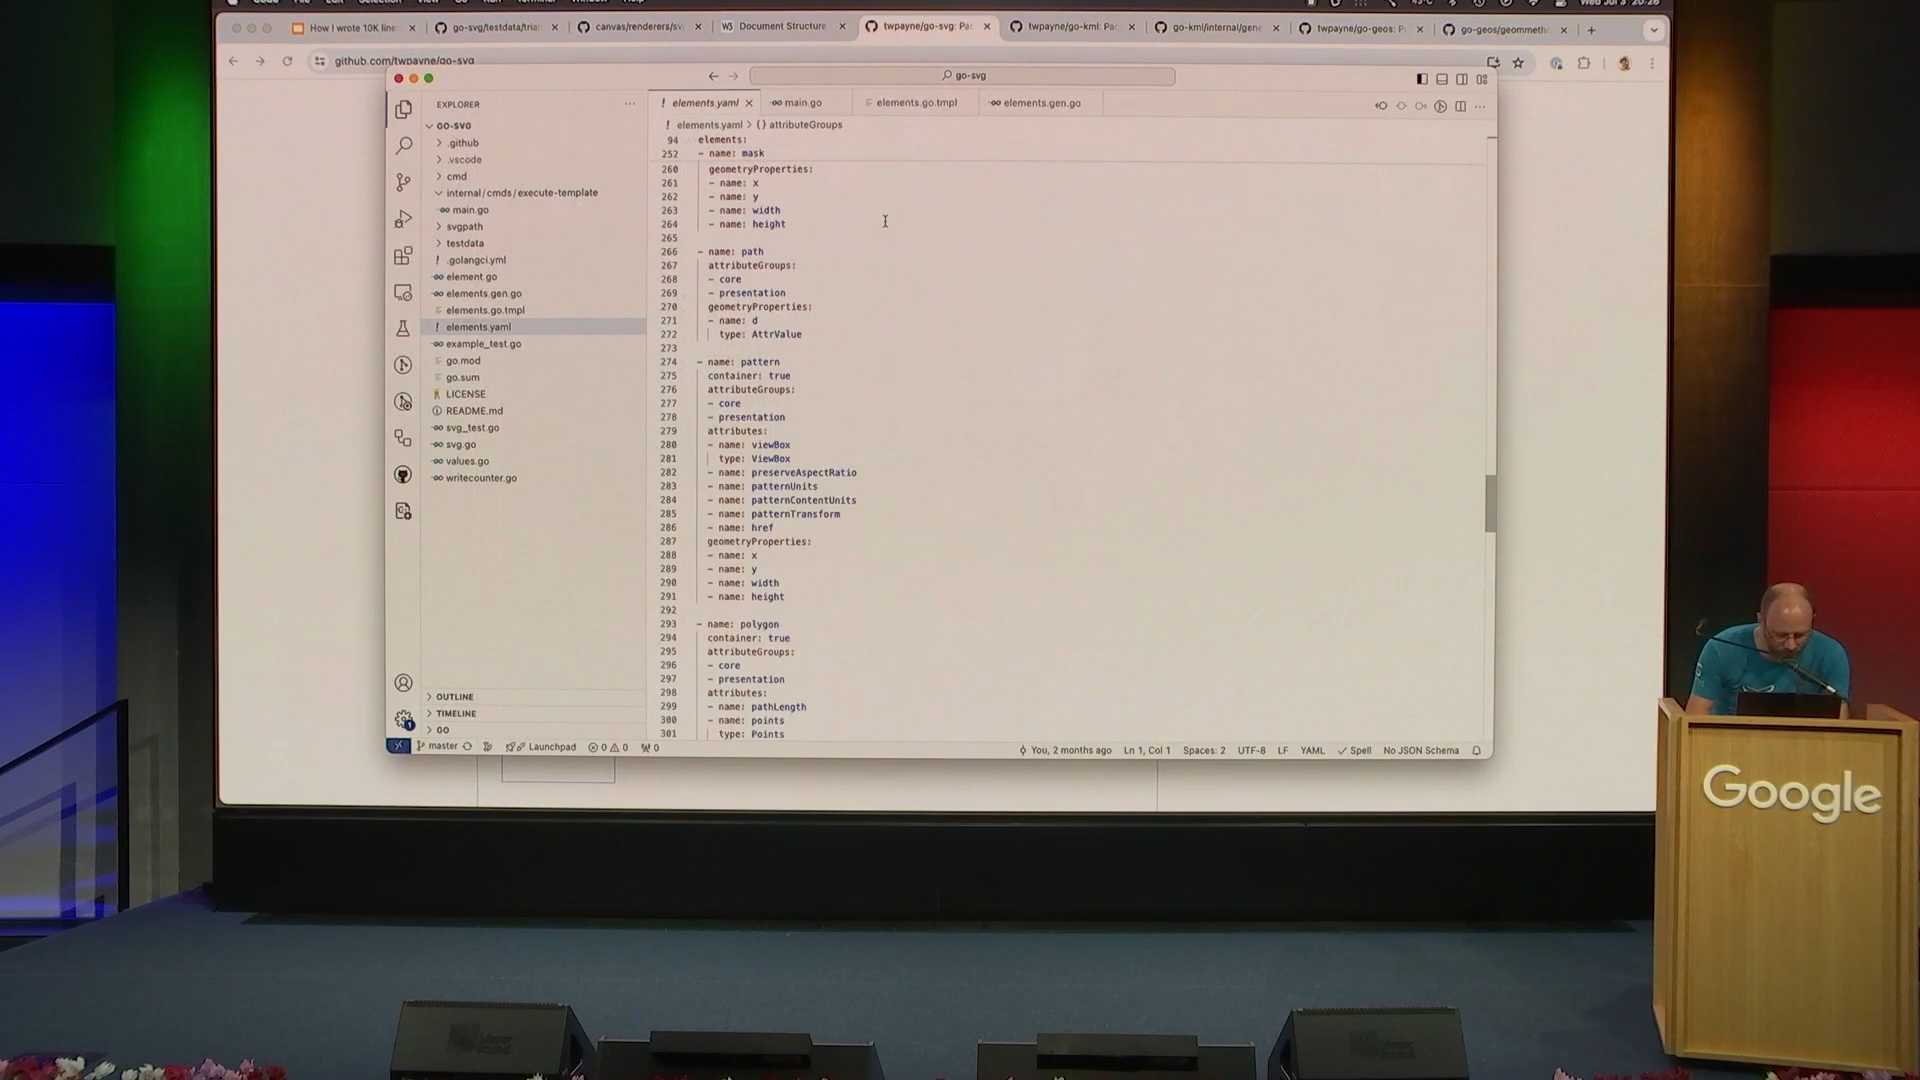 How I wrote 10K line
go-svg/testdata/trian
canvas/renderers/sv
Document Structure
twpayne/go-svg: Pac
twpayne/go-kml: Pac
go-kml/internal/gene
twpayne/go-geos: P
go-geos/geommetho
github.com/twpayne/go-svg
go-svg
EXPLORER
GO-SVG
.github
.vscode
cmd
internal/cmds/execute-template
main.go
svgpath
testdata
.golangci.yml
element.go
elements.gen.go
elements.go.tmpl
elements.yaml
example_test.go
go.mod
go.sum
LICENSE
README.md
svg_test.go
svg.go
values.go
writecounter.go
OUTLINE
TIMELINE
GO
elements.yaml
main.go
elements.go.tmpl
elements.gen.go
elements.yaml > {} attributeGroups
94 elements:
252 - name: mask
260 geometryProperties:
261 - name: x
262 - name: y
263 - name: width
264 - name: height
265
266 - name: path
267 attributeGroups:
268 - core
269 - presentation
270 geometryProperties:
271 - name: d
272 type: AttrValue
273
274 - name: pattern
275 container: true
276 attributeGroups:
277 - core
278 - presentation
279 attributes:
280 - name: viewBox
281 type: ViewBox
282 - name: preserveAspectRatio
283 - name: patternUnits
284 - name: patternContentUnits
285 - name: patternTransform
286 - name: href
287 geometryProperties:
288 - name: x
289 - name: y
290 - name: width
291 - name: height
292
293 - name: polygon
294 container: true
295 attributeGroups:
296 - core
297 - presentation
298 attributes:
299 - name: pathLength
300 - name: points
301 type: Points
master
Launchpad
0 0
0
You, 2 months ago
Ln 1, Col 1
Spaces: 2
UTF-8
LF
YAML
Spell
No JSON Schema
Google